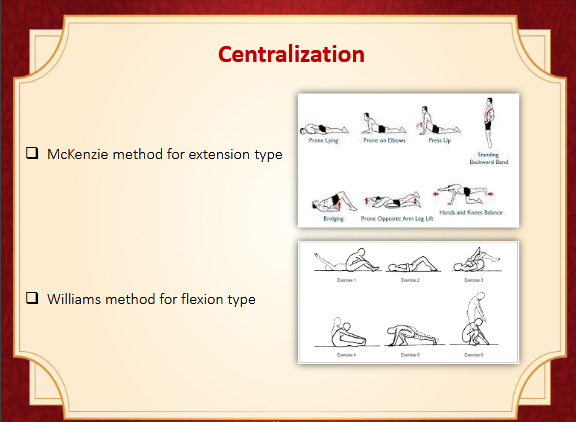 Centralization
McKenzie method for extension type
Prone Lying
Prone on Elbows
Press Up
Standing
Backward Bend
Bridging
Prone Opposite Arm Leg Lift
Hands and Knees Balance
Williams method for flexion type
Exercise 1
Exercise 2
Exercise 3
Exercise 4
Exercise 5
Exercise 6